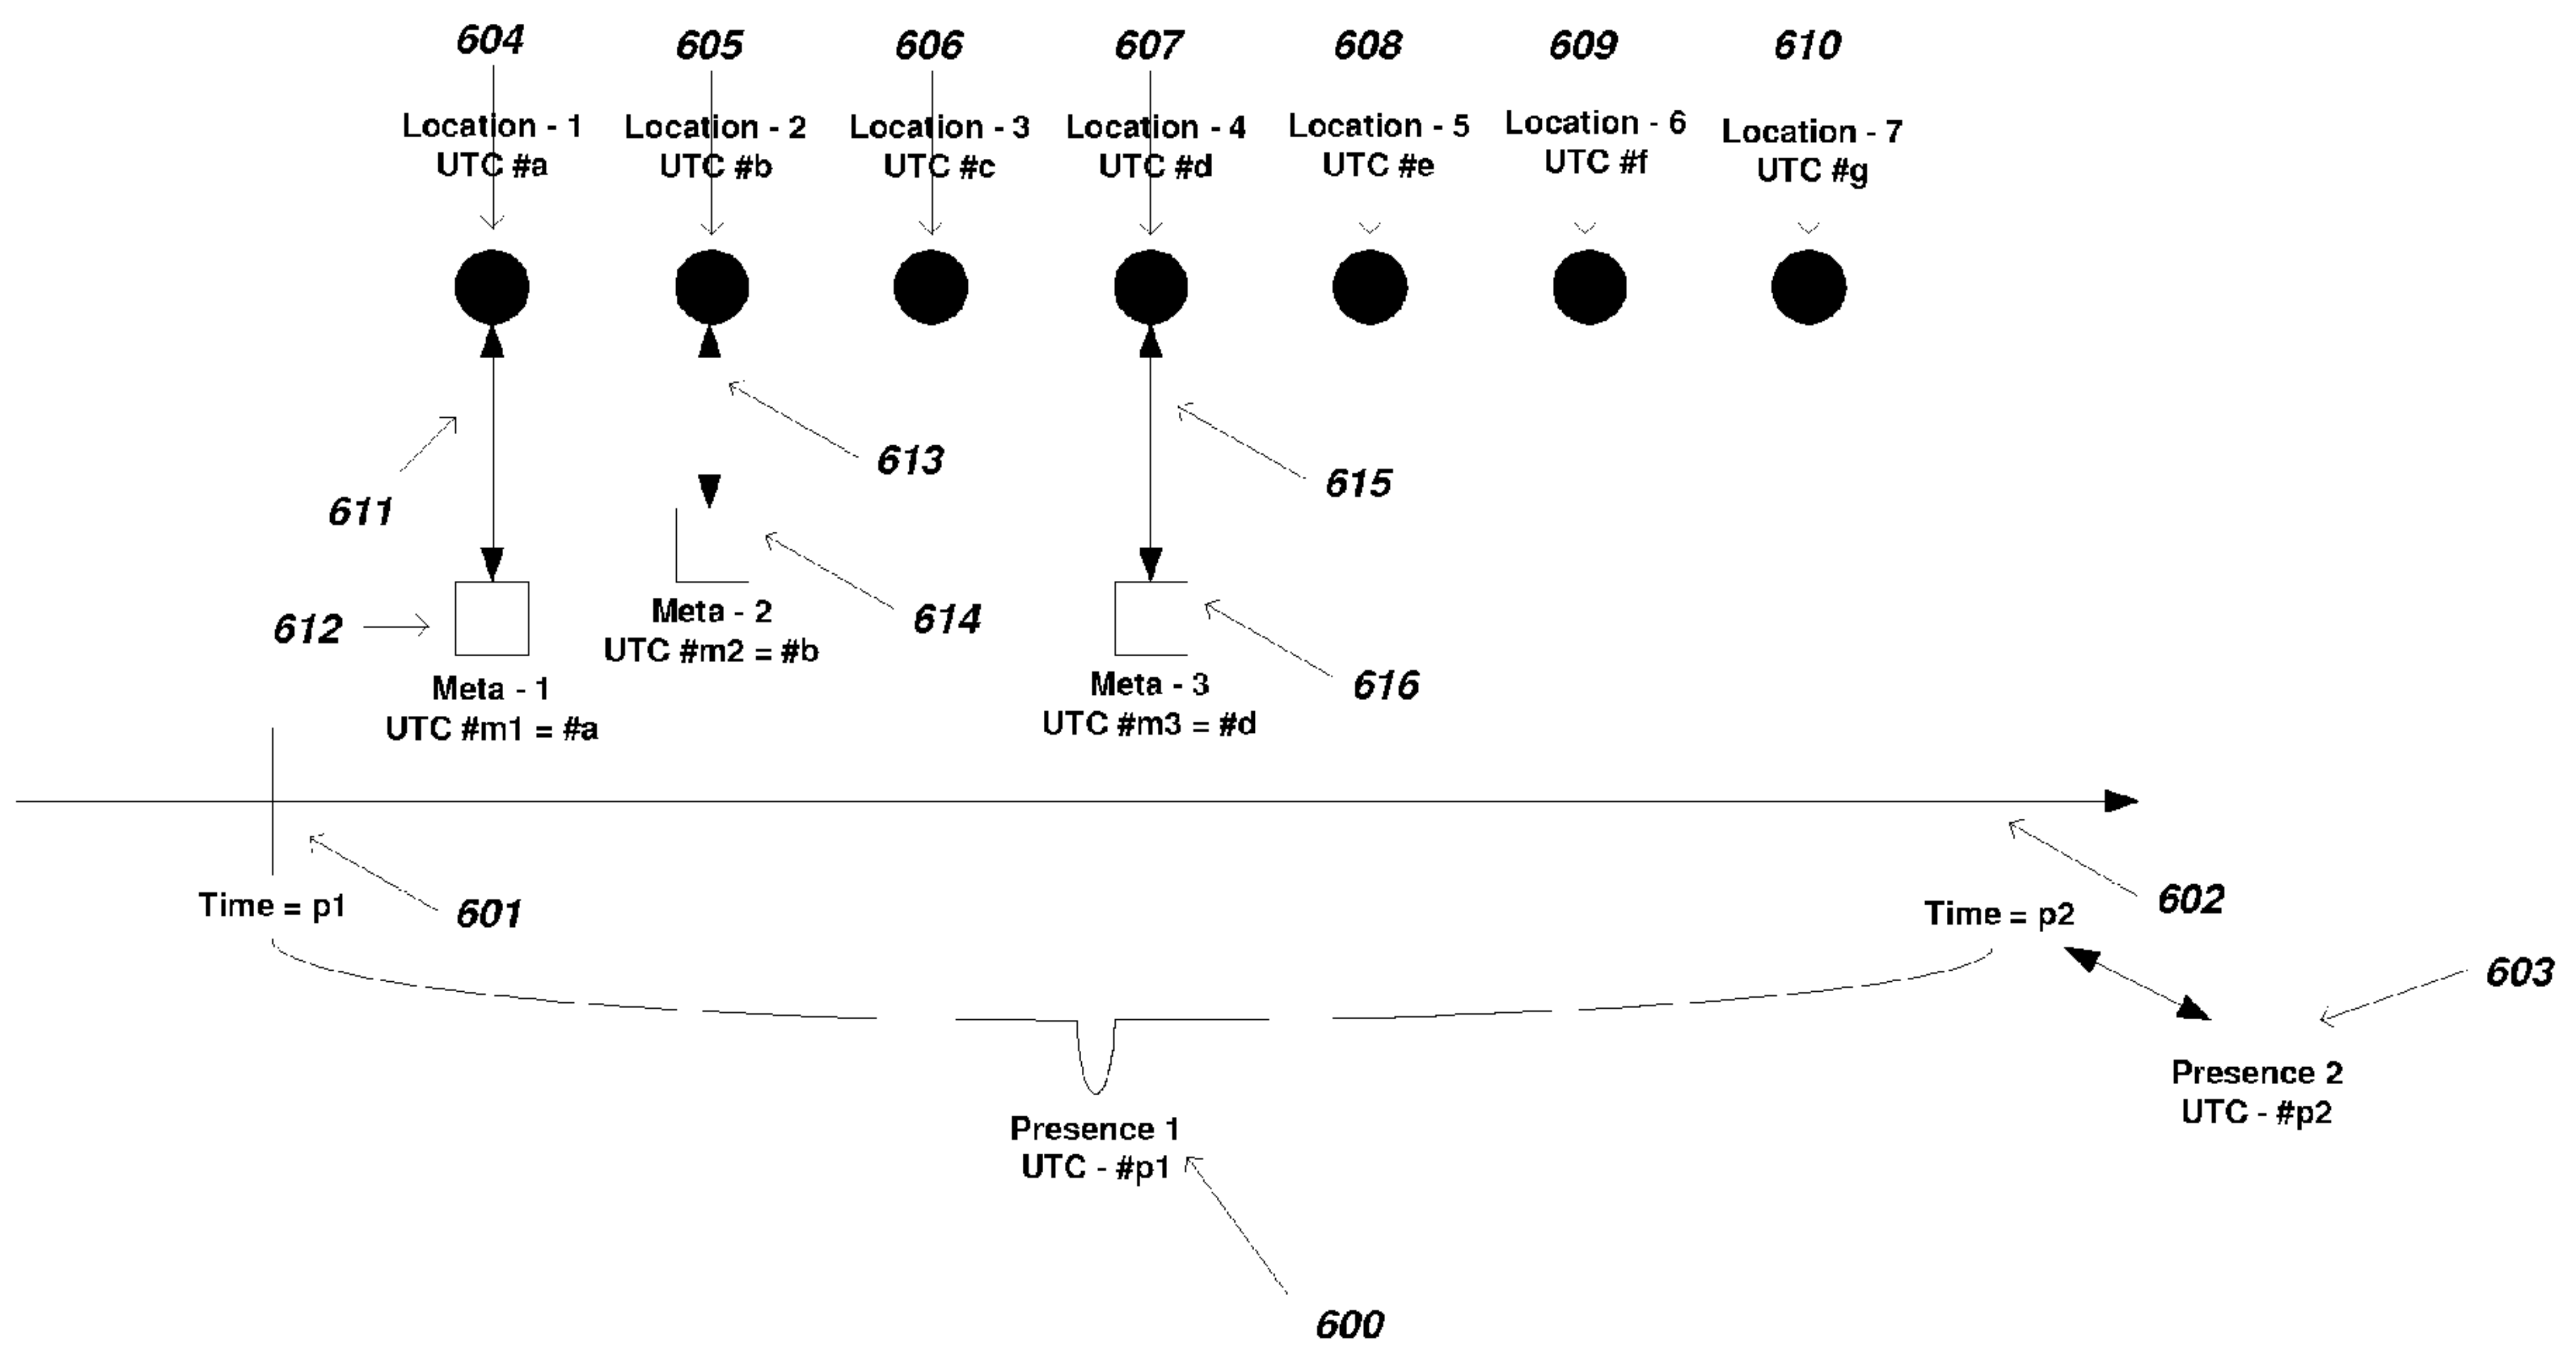 604 605 606 607 608 609 610
Location - 1 Location - 2 Location - 3 Location - 4 Location - 5 Location - 6 Location - 7
UTC #a UTC #b UTC #c UTC #d UTC #e UTC #f UTC #g
613
615
611
614
612
Meta - 2
UTC #m2 = #b
Meta - 1
UTC #m1 = #a
Meta - 3
UTC #m3 = #d
616
Time = p1
601
Time = p2
602
603
Presence 2
UTC - #p2
Presence 1
UTC - #p1
600